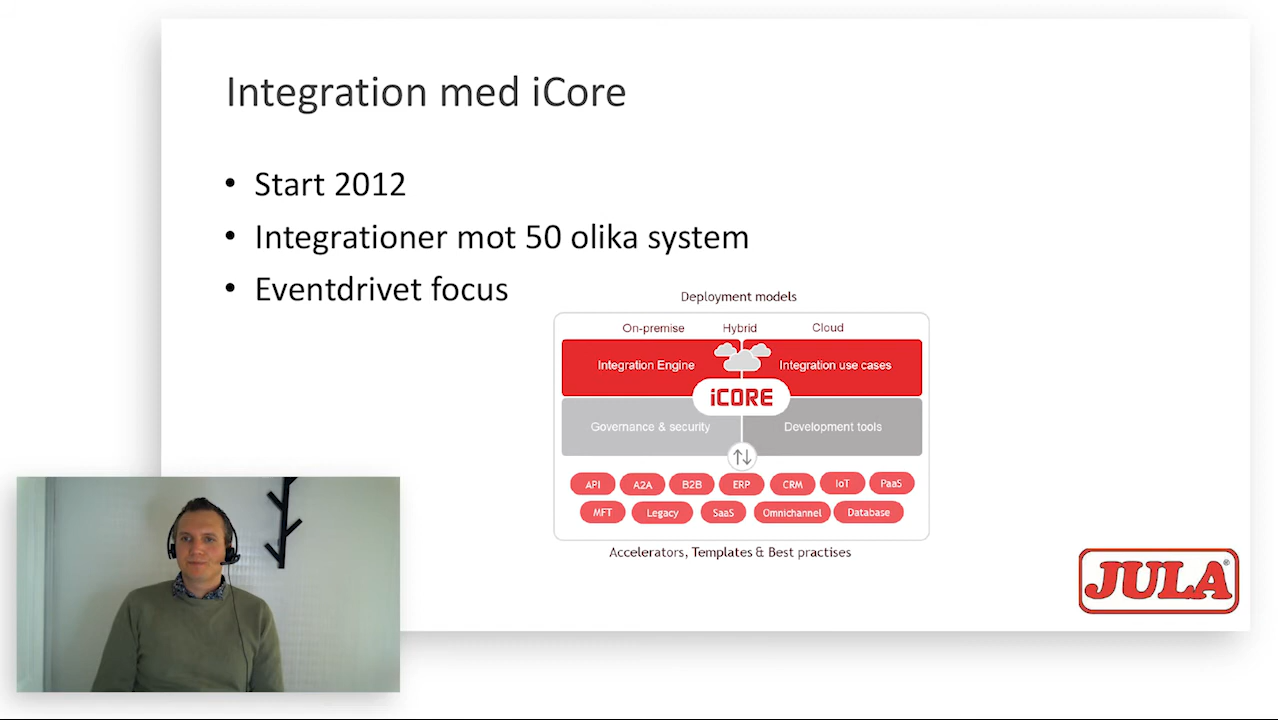 Integration med iCore
• Start 2012
• Integrationer mot 50 olika system
• Eventdrivet focus
Deployment models
On-premise Hybrid Cloud
Integration Engine Integration use cases
iCORE
Governance & security Development tools
API A2A B2B ERP CRM IoT PaaS
MFT Legacy SaaS Omnichannel Database
Accelerators, Templates & Best practises
JULA®